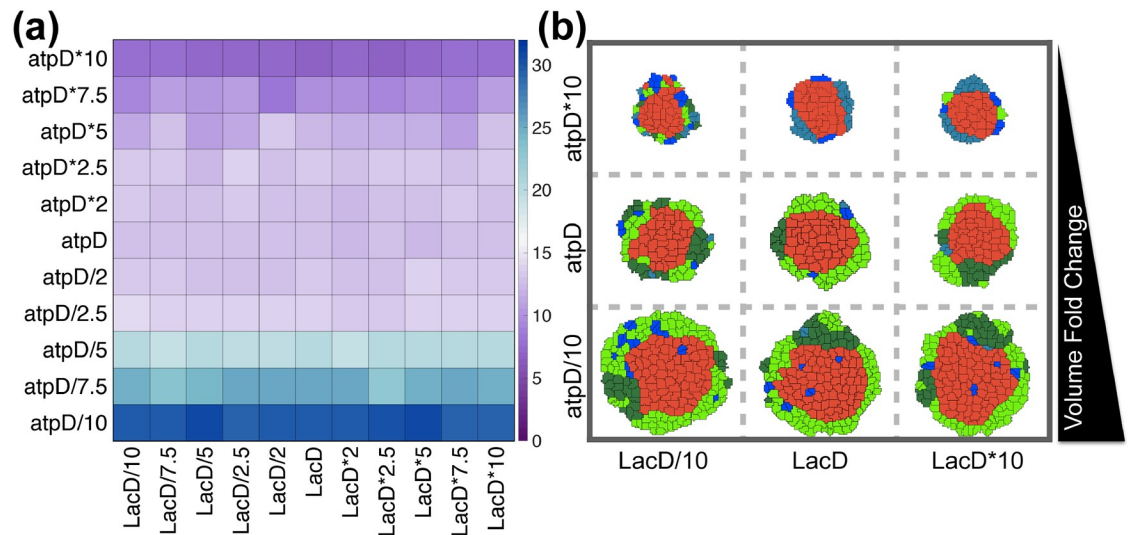 (a)
atpD*10
atpD*7.5
atpD*5
atpD*2.5
atpD*2
atpD
atpD/2
atpD/2.5
atpD/5
atpD/7.5
atpD/10
30
25
20
15
10
5
0
LacD/10
LacD/7.5
LacD/5
LacD/2.5
LacD/2
LacD
LacD*2
LacD*2.5
LacD*5
LacD*7.5
LacD*10
(b)
atpD*10
atpD
atpD/10
LacD/10
LacD
LacD*10
Volume Fold Change